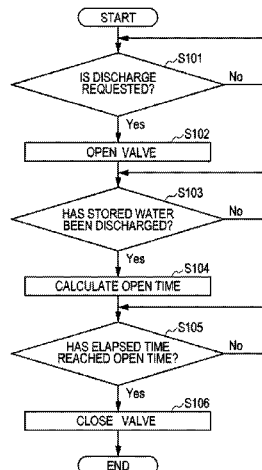 START
S101
IS DISCHARGE
REQUESTED?
No
Yes
S102
OPEN VALVE
S103
HAS STORED WATER
BEEN DISCHARGED?
No
Yes
S104
CALCULATE OPEN TIME
S105
HAS ELAPSED TIME
REACHED OPEN TIME?
No
Yes
S106
CLOSE VALVE
END